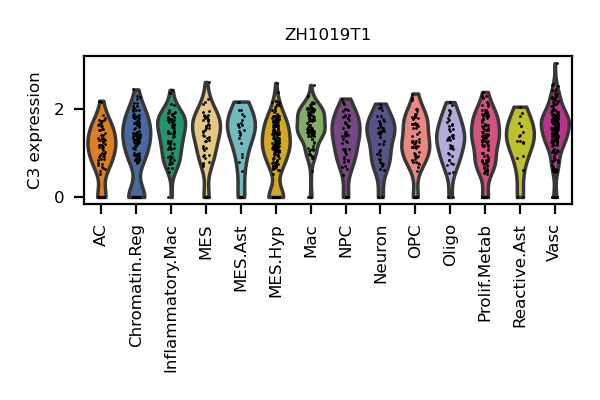 ZH1019T1
C3 expression
2
0
AC
Chromatin.Reg
Inflammatory.Mac
MES
MES.Ast
MES.Hyp
Mac
NPC
Neuron
OPC
Oligo
Prolif.Metab
Reactive.Ast
Vasc